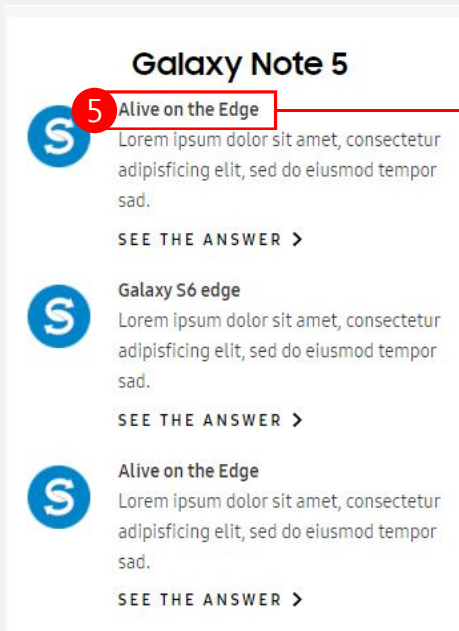 Galaxy Note 5
5
Alive on the Edge
Lorem ipsum dolor sit amet, consectetur
adipisficing elit, sed do eiusmod tempor
sad.
SEE THE ANSWER >
Galaxy S6 edge
Lorem ipsum dolor sit amet, consectetur
adipisficing elit, sed do eiusmod tempor
sad.
SEE THE ANSWER >
Alive on the Edge
Lorem ipsum dolor sit amet, consectetur
adipisficing elit, sed do eiusmod tempor
sad.
SEE THE ANSWER >